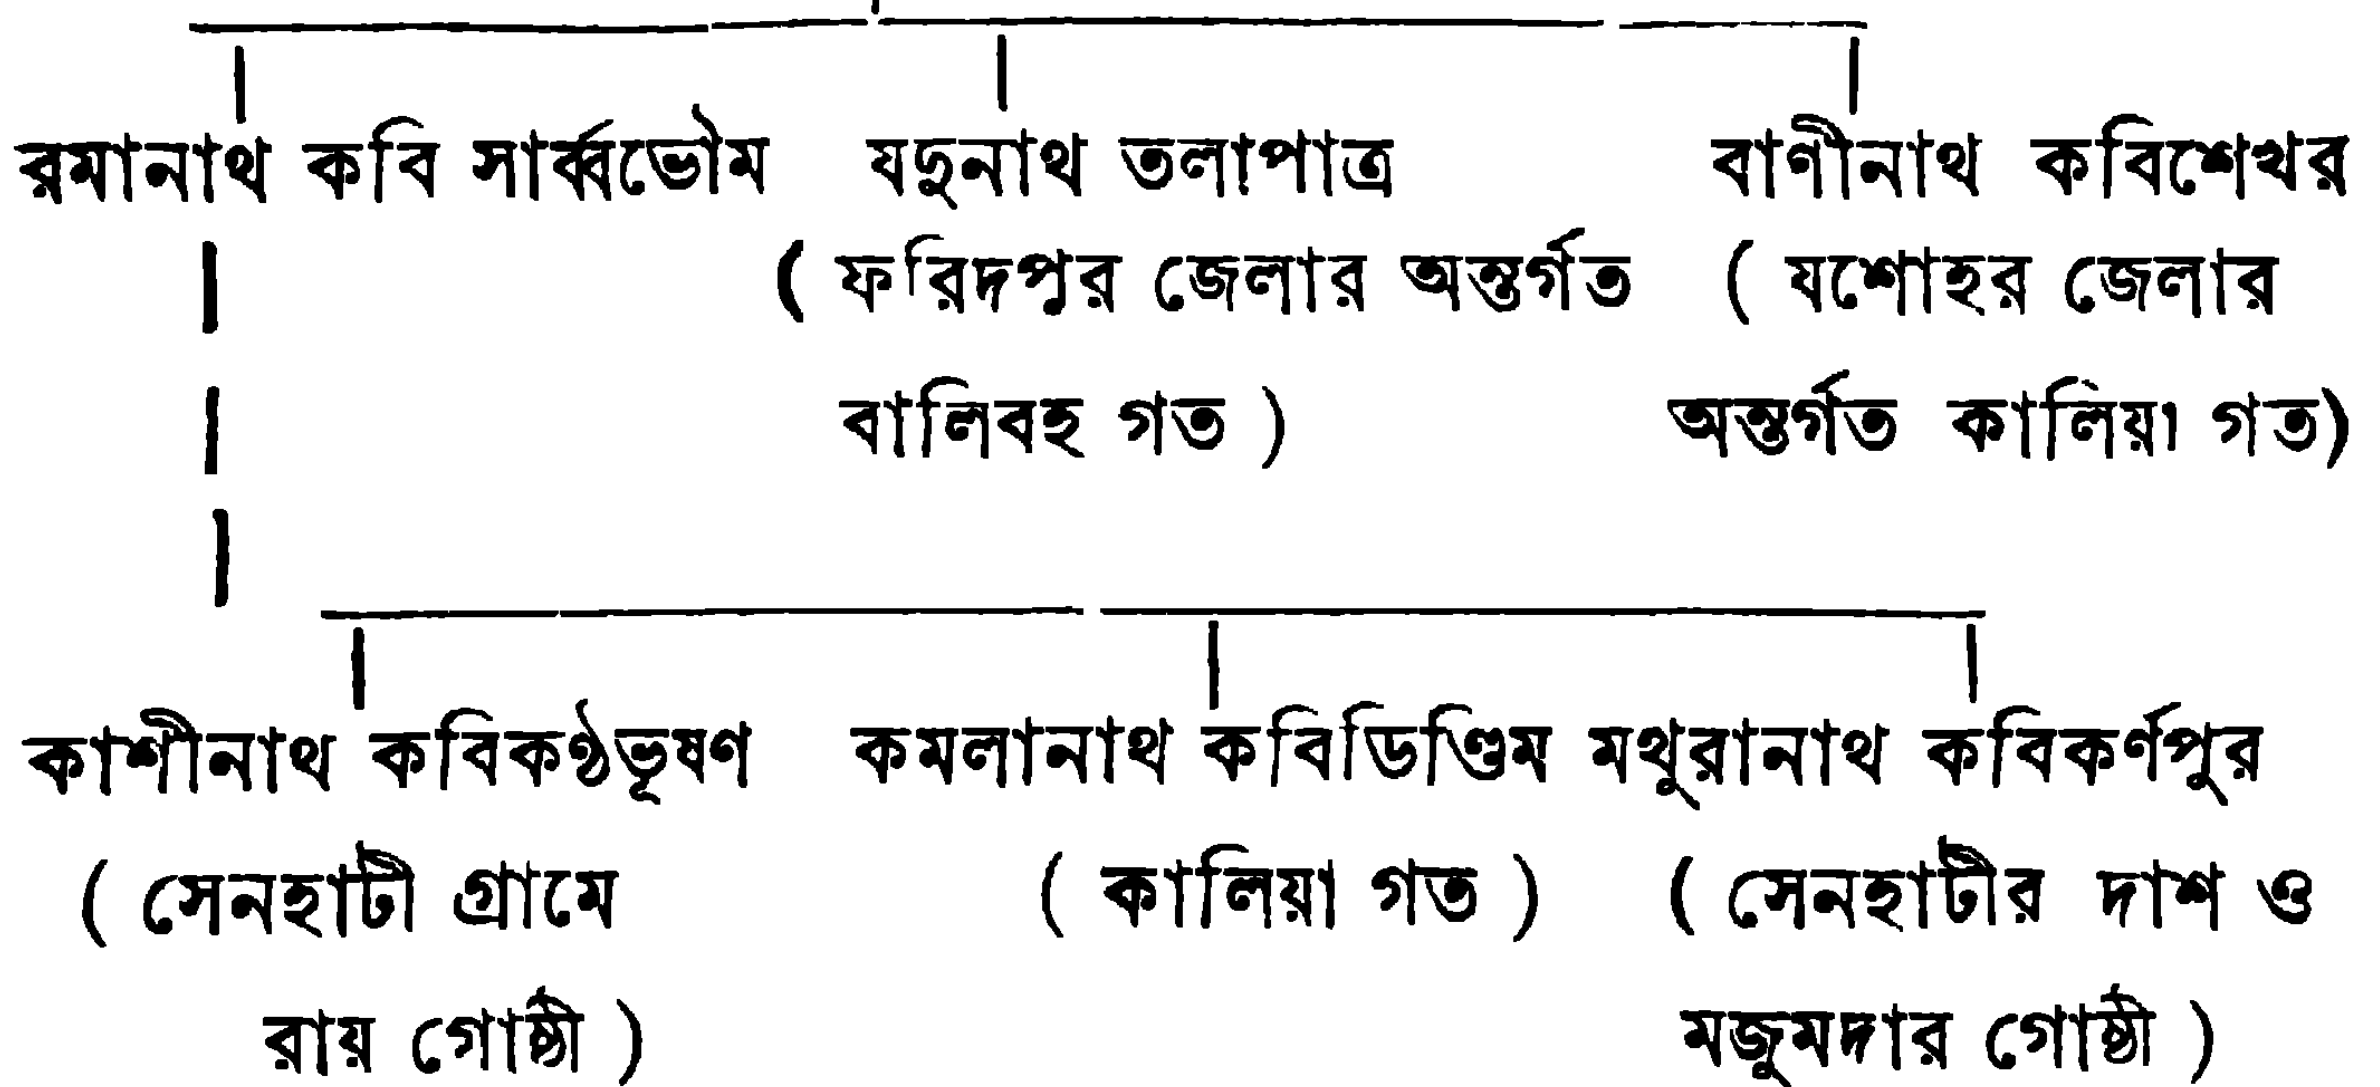 রমানাথ কবি সার্ব্বভৌম যদুনাথ তলাপাত্র বাণীনাথ কবিশেখর
( ফরিদপুর জেলার অন্তর্গত ( যশোহর জেলার
বালিবহ গত ) অন্তর্গত কালিয়া গত)
কাশীনাথ কবিকণ্ঠভূষণ কমলানাথ কবিডিণ্ডিম মথুরানাথ কবিকর্ণপুর
( সেনহাটী গ্রামে ( কালিয়া গত ) ( সেনহাটীর দাশ ও
রায় গোষ্ঠী ) মজুমদার গোষ্ঠী )